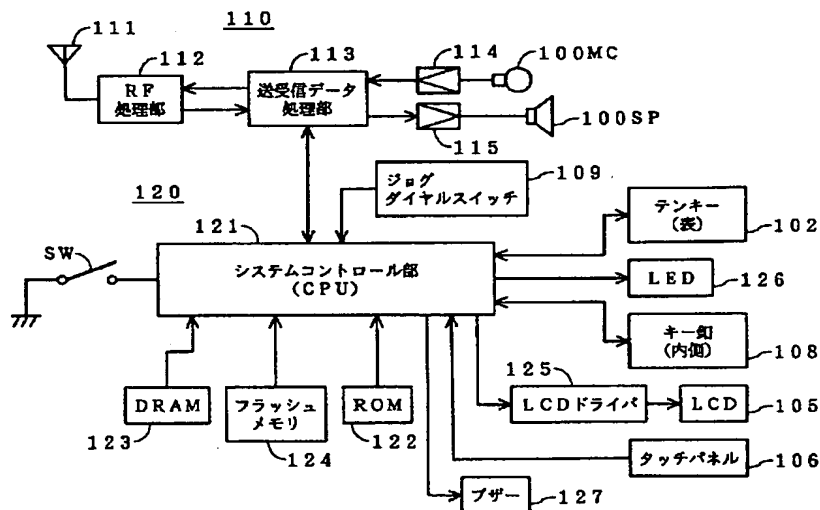 111
110
112
113
114
100MC
RF
処理部
送受信データ
処理部
100SP
115
ジョグ
ダイヤルスイッチ
109
120
121
テンキー
(表)
102
SW
システムコントロール部
(CPU)
LED
126
キー釦
(内側)
108
125
DRAM
フラッシュ
メモリ
ROM
LCDドライバ
LCD
105
123
124
122
タッチパネル
106
ブザー
127